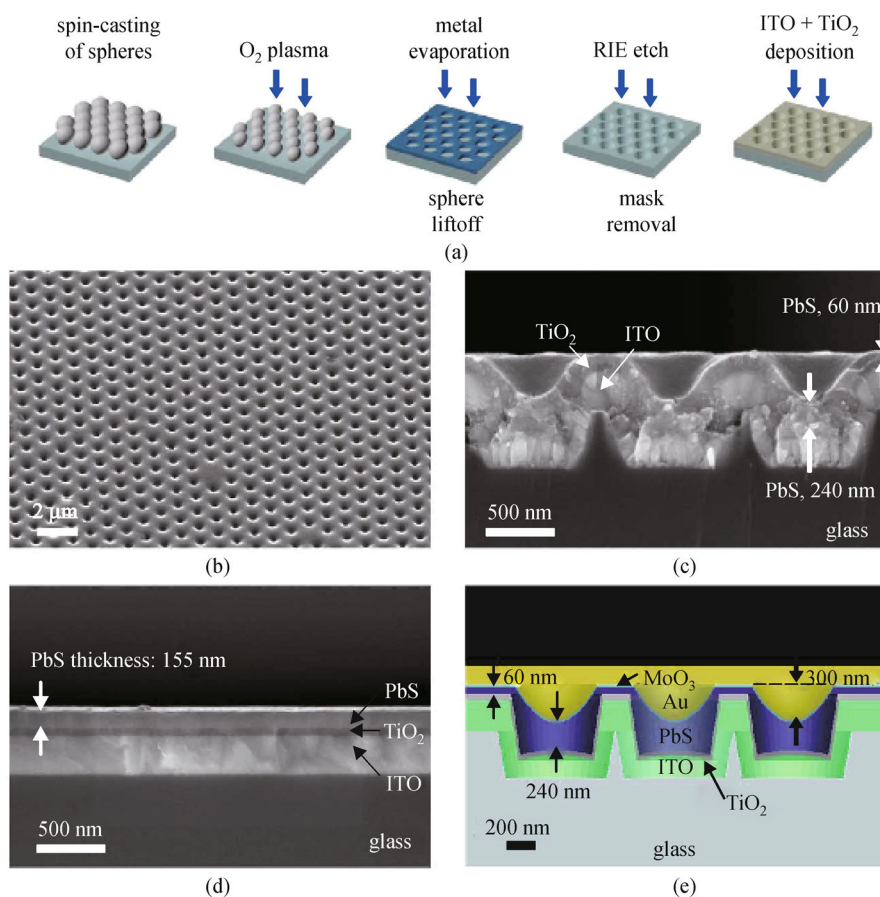 spin-casting
of spheres
O₂ plasma
metal
evaporation
RIE etch
ITO + TiO₂
deposition
sphere
liftoff
mask
removal
(a)
2 μm
(b)
PbS, 60 nm
TiO₂
ITO
PbS, 240 nm
500 nm
glass
(c)
PbS thickness: 155 nm
PbS
TiO₂
ITO
500 nm
glass
(d)
60 nm
MoO₃
300 nm
Au
PbS
ITO
240 nm
TiO₂
200 nm
glass
(e)